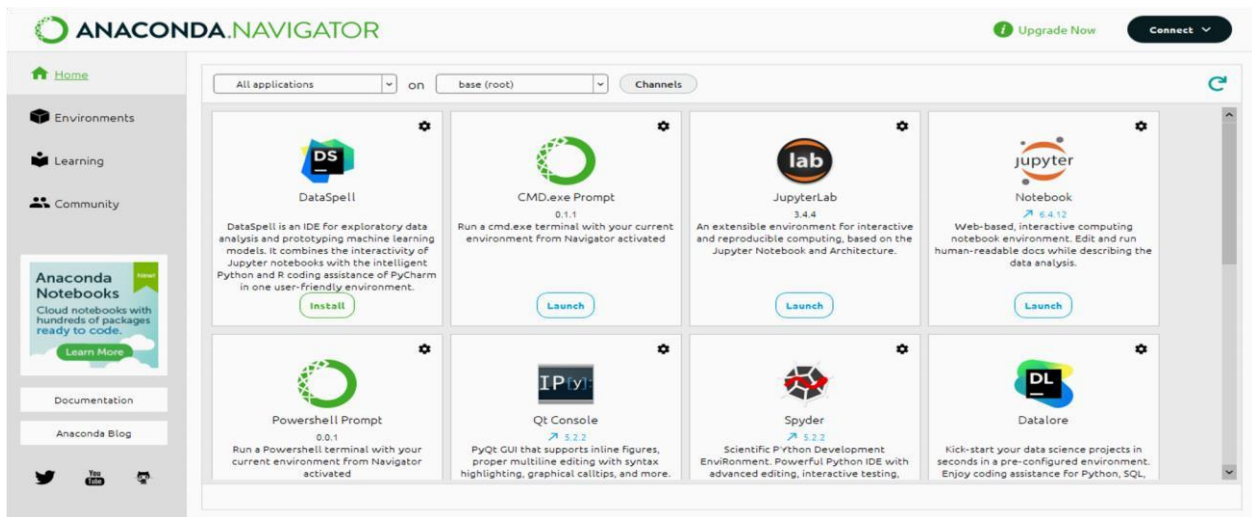 ANACONDA.NAVIGATOR
Upgrade Now
Connect
Home
Environments
Learning
Community
Anaconda
Notebooks
Cloud notebooks with
hundreds of packages
ready to code.
Learn More
Documentation
Anaconda Blog
You
Tube
All applications
on
base (root)
Channels
DS
DataSpell
DataSpell is an IDE for exploratory data
analysis and prototyping machine learning
models. It combines the interactivity of
Jupyter notebooks with the intelligent
Python and R coding assistance of PyCharm
in one user-friendly environment.
Install
CMD.exe Prompt
0.1.1
Run a cmd.exe terminal with your current
environment from Navigator activated
Launch
lab
JupyterLab
3.4.4
An extensible environment for interactive
and reproducible computing, based on the
Jupyter Notebook and Architecture.
Launch
jupyter
Notebook
6.4.12
Web-based, interactive computing
notebook environment. Edit and run
human-readable docs while describing the
data analysis.
Launch
Powershell Prompt
0.0.1
Run a Powershell terminal with your
current environment from Navigator
activated
IP[y]:
Qt Console
5.2.2
PyQt GUI that supports inline figures,
proper multiline editing with syntax
highlighting, graphical calltips, and more.
Spyder
5.2.2
Scientific PYthon Development
EnviRonment. Powerful Python IDE with
advanced editing, interactive testing,
DL
Datalore
Kick-start your data science projects in
seconds in a pre-configured environment.
Enjoy coding assistance for Python, SQL,